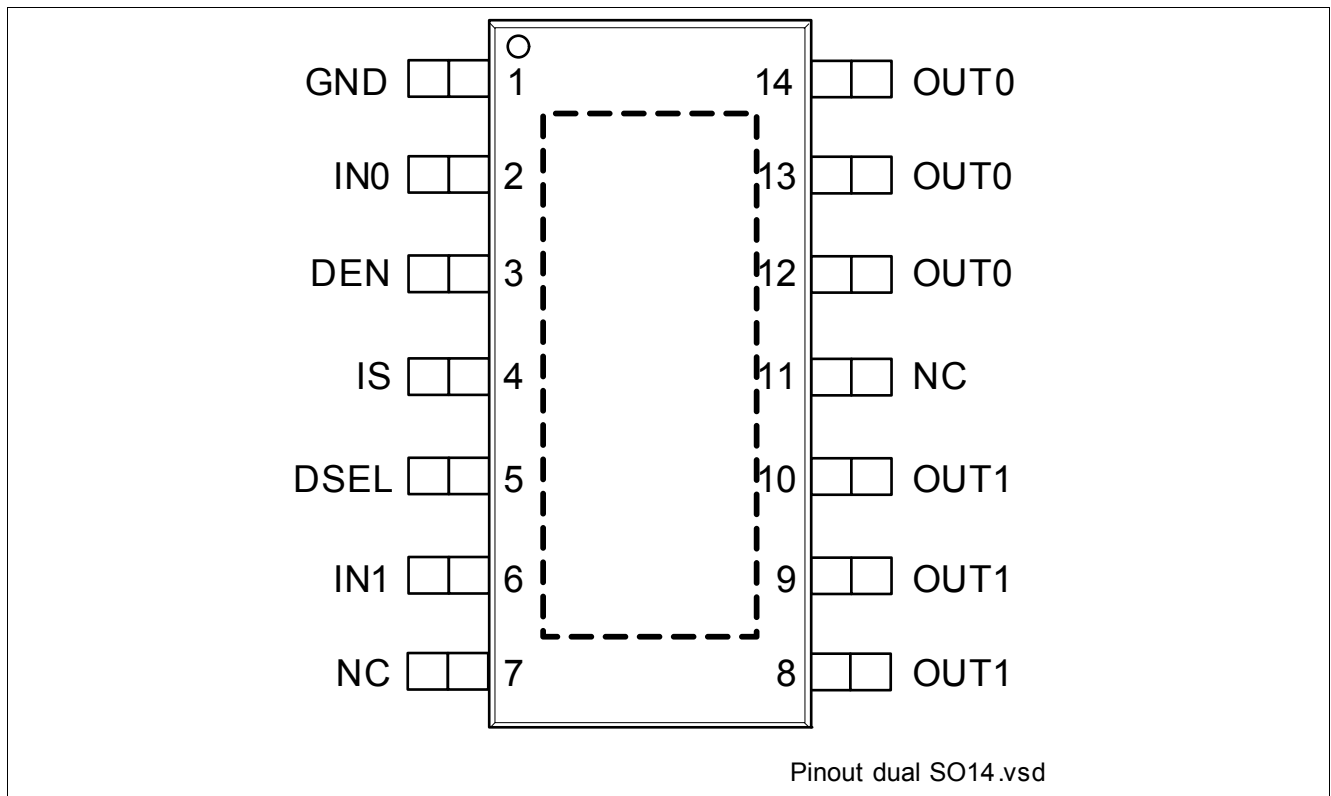 GND 1 14 OUT0
IN0 2 13 OUT0
DEN 3 12 OUT0
IS 4 11 NC
DSEL 5 10 OUT1
IN1 6 9 OUT1
NC 7 8 OUT1
Pinout dual SO14.vsd